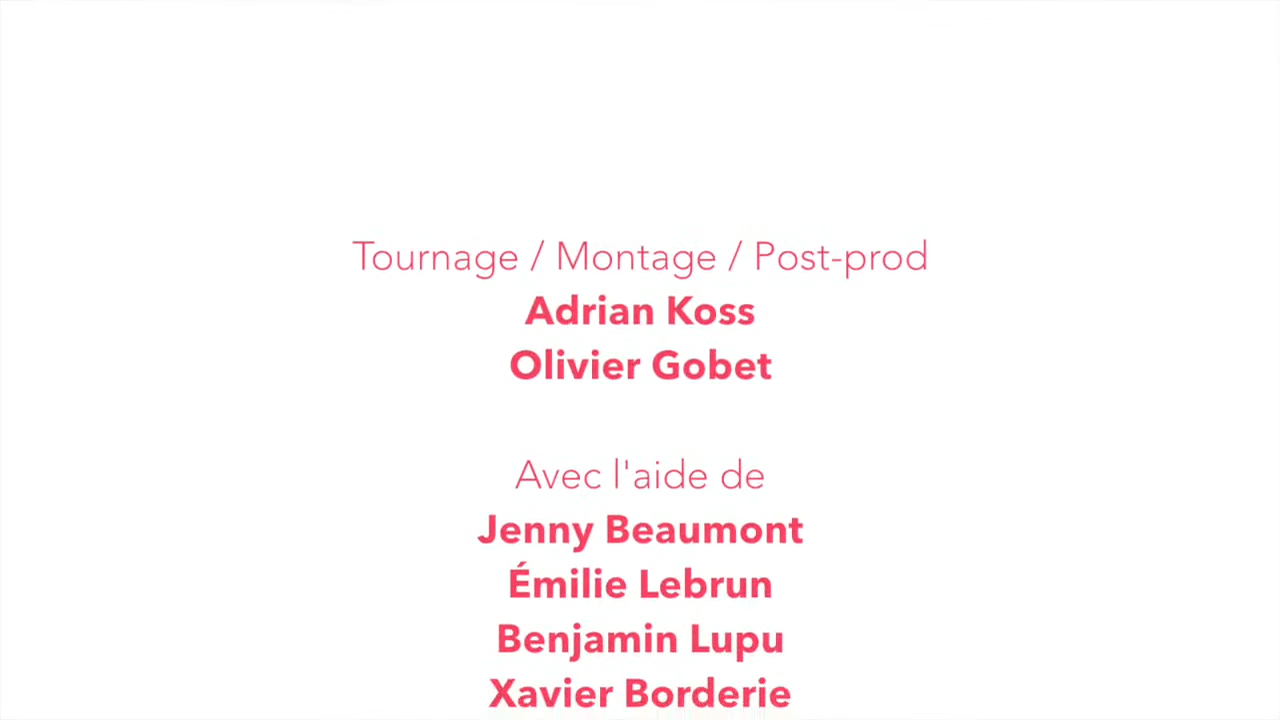 Tournage / Montage / Post-prod
Adrian Koss
Olivier Gobet
Avec l'aide de
Jenny Beaumont
Émilie Lebrun
Benjamin Lupu
Xavier Borderie